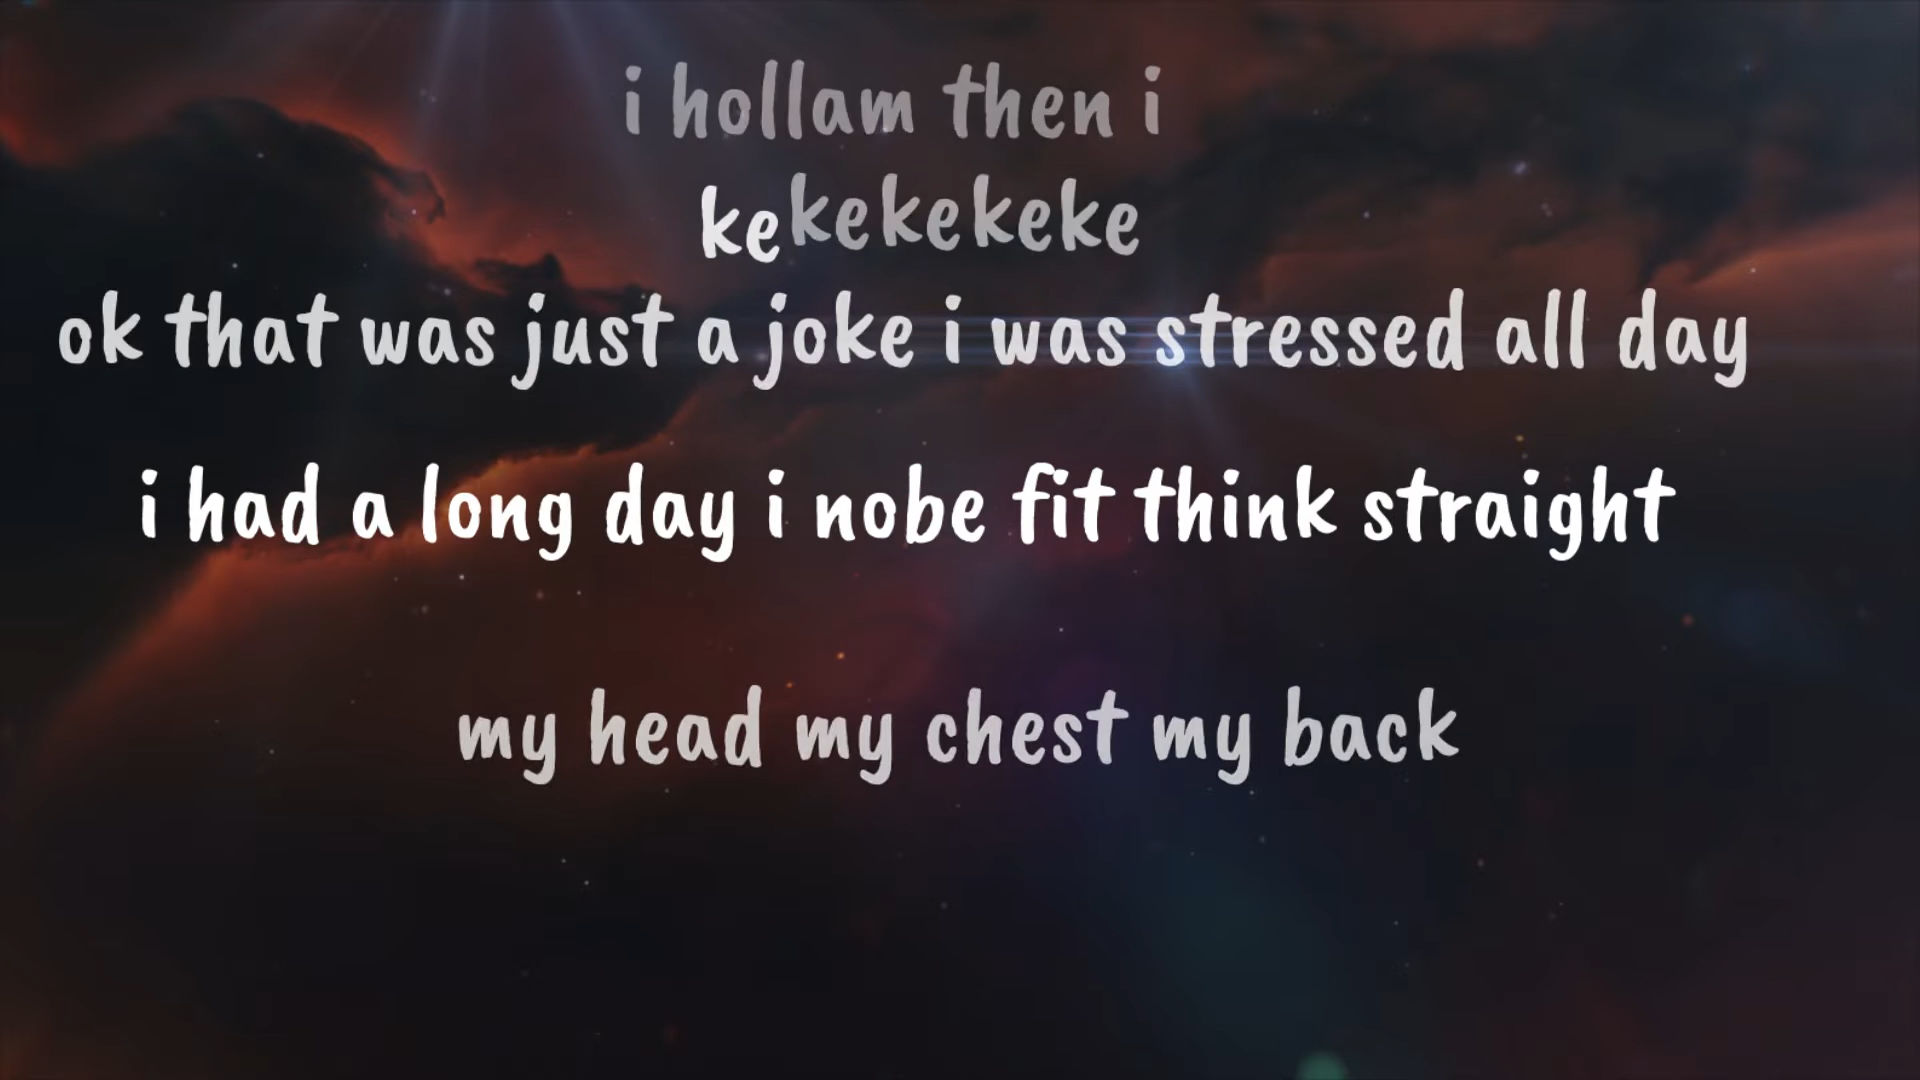 i hollam then i
kekekekeke
ok that was just a joke i was stressed all day
i had a long day i nobe fit think straight
my head my chest my back